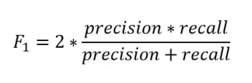 F₁ = 2 * precision * recall / precision + recall